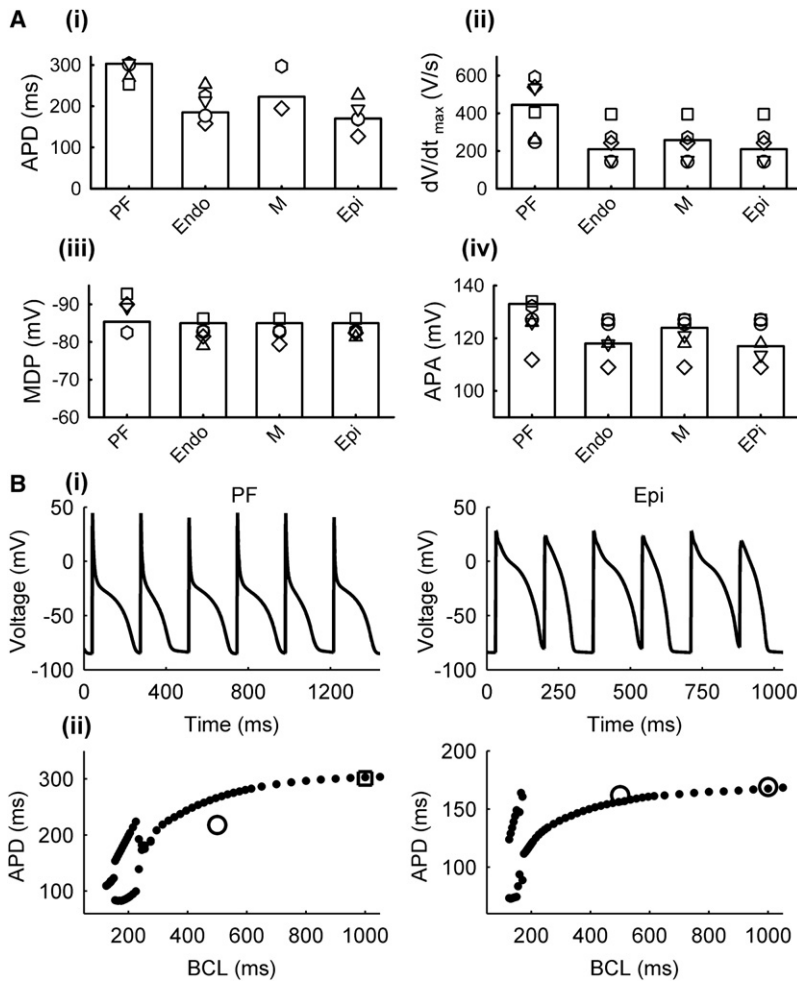 A (i) (ii)
APD (ms)
300
200
100
0
PF Endo M Epi
dV/dt max (V/s)
600
400
200
0
PF Endo M Epi
(iii) (iv)
MDP (mV)
-90
-80
-70
-60
PF Endo M Epi
APA (mV)
140
120
100
PF Endo M EPi
B (i) PF Epi
Voltage (mV)
50
0
-50
-100
0 400 800 1200
Time (ms)
Voltage (mV)
50
0
-50
-100
0 250 500 750 1000
Time (ms)
(ii)
APD (ms)
300
200
100
200 400 600 800 1000
BCL (ms)
APD (ms)
200
150
100
200 400 600 800 1000
BCL (ms)